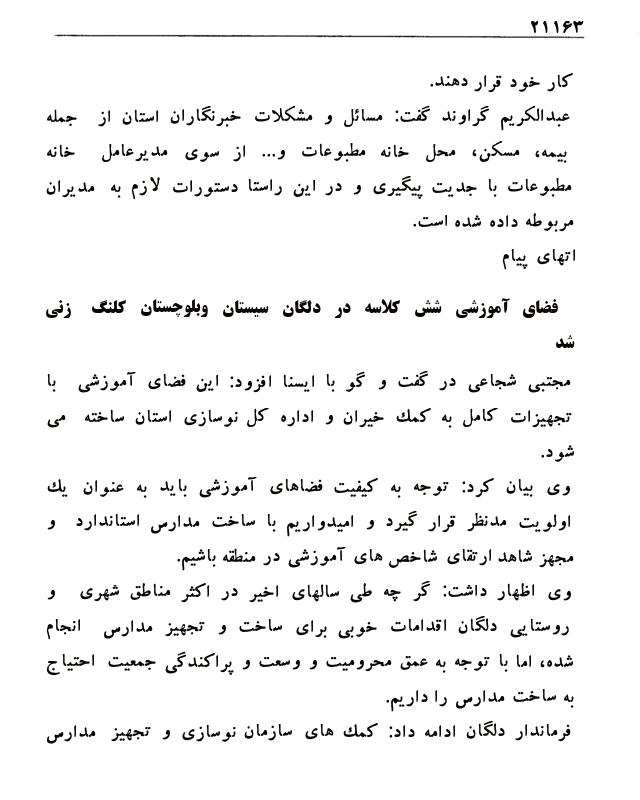 ۲۱۱۶۳
کار خود قرار دهند.
عبدالکریم گراوند گفت: مسائل و مشکلات خبرنگاران استان از جمله
بیمه، مسکن، محل خانه مطبوعات و... از سوی مدیرعامل خانه
مطبوعات با جدیت پیگیری و در این راستا دستورات لازم به مدیران
مربوطه داده شده است.
اتهای پیام
فضای آموزشی شش کلاسه در دلگان سیستان وبلوچستان کلنگ زنی
شد
مجتبی شجاعی در گفت و گو با ایسنا افزود: این فضای آموزشی با
تجهیزات کامل به کمك خیران و اداره کل نوسازی استان ساخته می
شود.
وی بیان کرد: توجه به کیفیت فضاهای آموزشی باید به عنوان یك
اولویت مدنظر قرار گیرد و امیدواریم با ساخت مدارس استاندارد و
مجهز شاهد ارتقای شاخص های آموزشی در منطقه باشیم.
وی اظهار داشت: گر چه طی سالهای اخیر در اکثر مناطق شهری و
روستایی دلگان اقدامات خوبی برای ساخت و تجهیز مدارس انجام
شده، اما با توجه به عمق محرومیت و وسعت و پراکندگی جمعیت احتیاج
به ساخت مدارس را داریم.
فرماندار دلگان ادامه داد: کمك های سازمان نوسازی و تجهیز مدارس